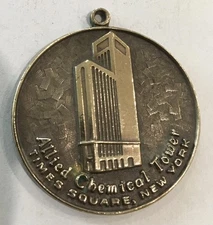 Allied Chemical Tower
TIMES SQUARE, NEW YORK